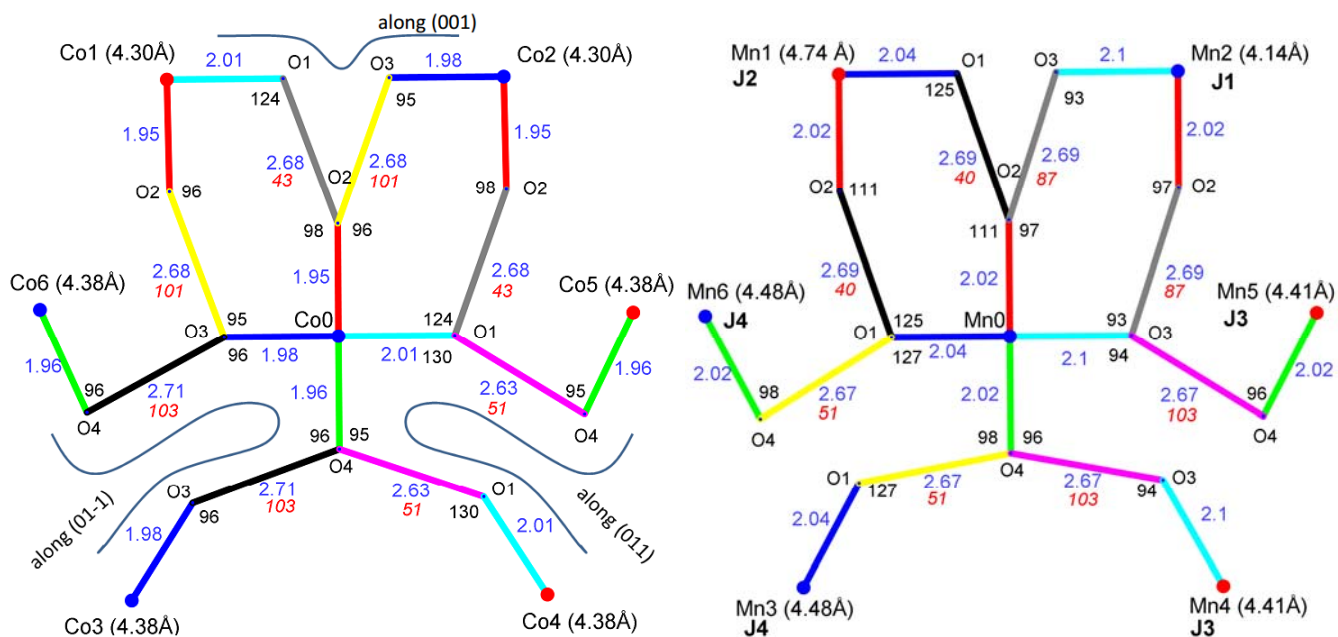 along (001)
Co1 (4.30Å)
2.01
O1
O3
1.98
Co2 (4.30Å)
124
95
1.95
1.95
2.68
43
O2
2.68
101
O2
96
98
O2
98
96
2.68
101
1.95
2.68
43
Co6 (4.38Å)
Co5 (4.38Å)
95
Co0
124
O3
O1
96
1.98
2.01
130
1.96
1.96
1.96
96
2.71
103
2.63
51
95
O4
O4
96
95
O4
O3
2.71
103
2.63
51
O1
96
130
along (01-1)
along (011)
1.98
2.01
Co3 (4.38Å)
Co4 (4.38Å)
Mn1 (4.74 Å)
J2
2.04
O1
O3
2.1
Mn2 (4.14Å)
J1
125
93
2.02
2.02
2.69
40
O2
2.69
87
O2
111
97
O2
111
97
2.69
40
2.02
2.69
87
Mn6 (4.48Å)
J4
Mn5 (4.41Å)
J3
125
Mn0
93
O1
O3
127
2.04
2.1
94
2.02
2.02
2.02
98
2.67
51
2.67
103
96
O4
O4
98
96
O4
O1
127
2.67
51
2.67
103
94
O3
2.04
2.1
Mn3 (4.48Å)
J4
Mn4 (4.41Å)
J3